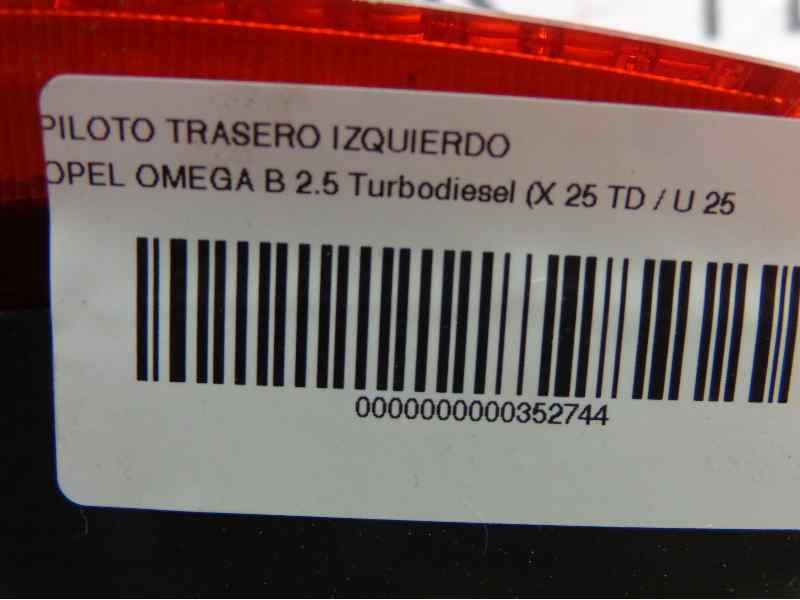 PILOTO TRASERO IZQUIERDO
OPEL OMEGA B 2.5 Turbodiesel (X 25 TD / U 25
0000000000352744